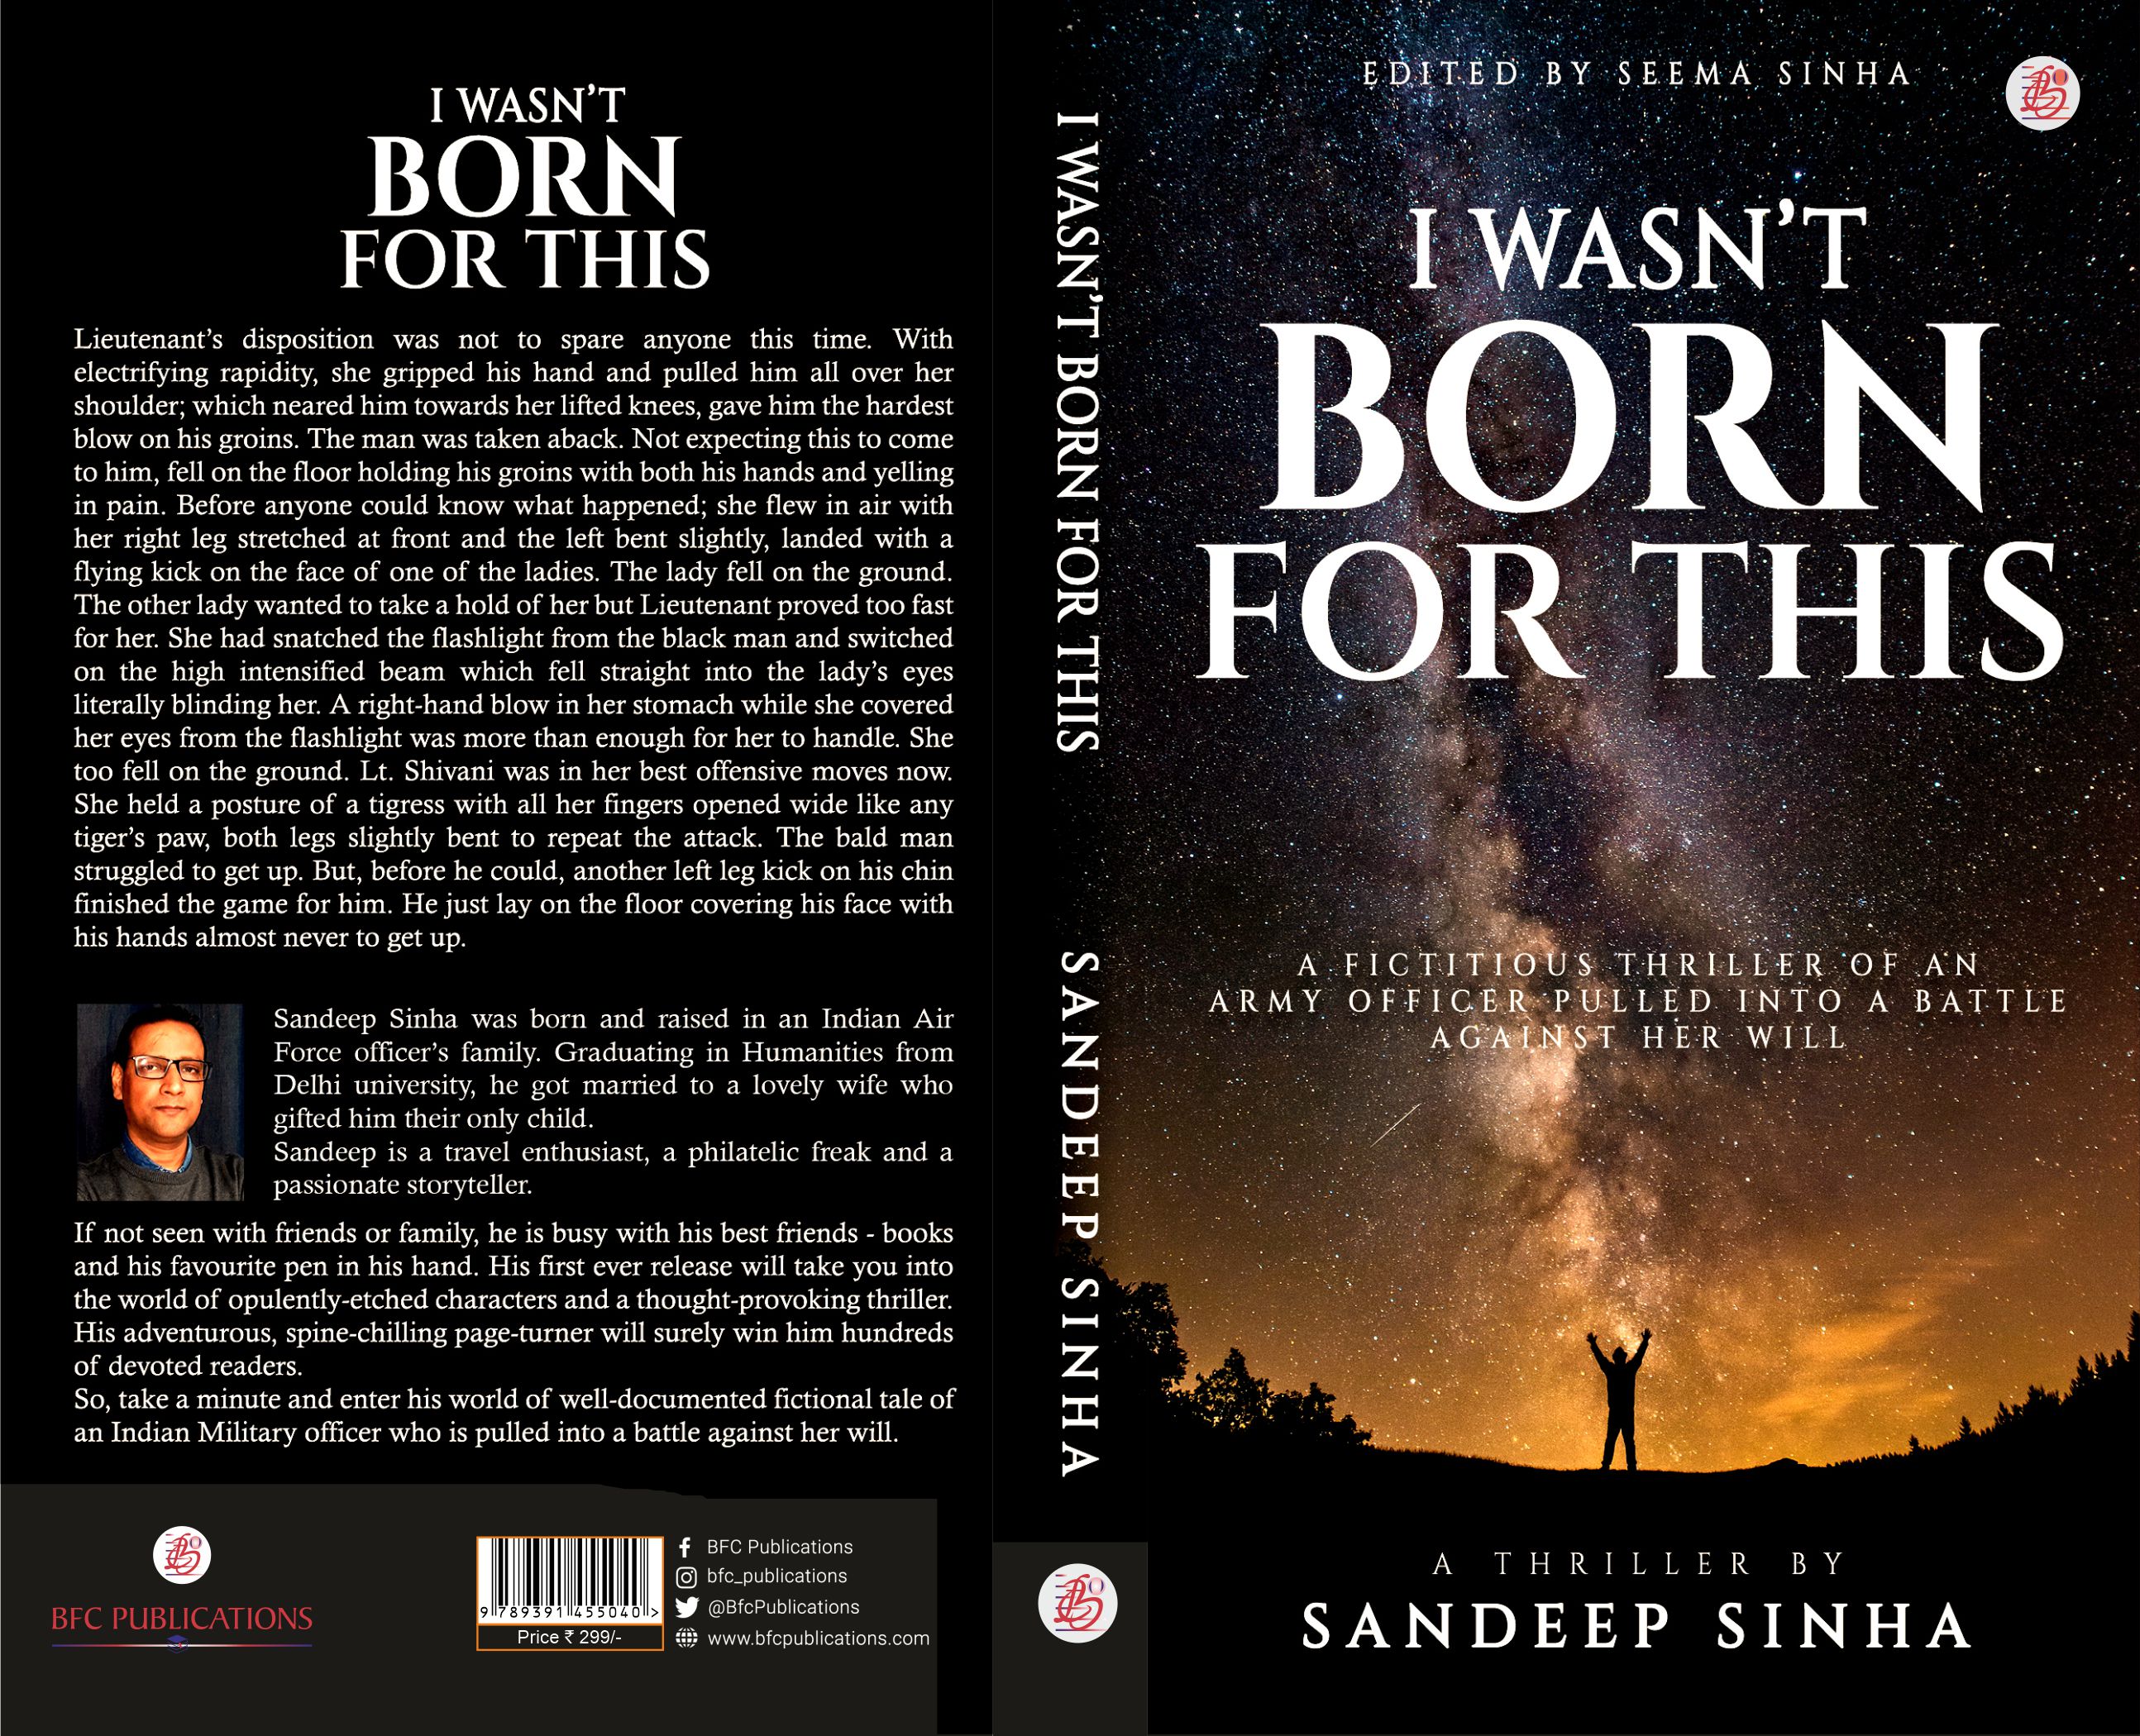 I WASN'T
BORN
FOR THIS
Lieutenant's disposition was not to spare anyone this time. With
electrifying rapidity, she gripped his hand and pulled him all over her
shoulder; which neared him towards her lifted knees, gave him the hardest
blow on his groins. The man was taken aback. Not expecting this to come
to him, fell on the floor holding his groins with both his hands and yelling
in pain. Before anyone could know what happened; she flew in air with
her right leg stretched at front and the left bent slightly, landed with a
flying kick on the face of one of the ladies. The lady fell on the ground.
The other lady wanted to take a hold of her but Lieutenant proved too fast
for her. She had snatched the flashlight from the black man and switched
on the high intensified beam which fell straight into the lady's eyes
literally blinding her. A right-hand blow in her stomach while she covered
her eyes from the flashlight was more than enough for her to handle. She
too fell on the ground. Lt. Shivani was in her best offensive moves now.
She held a posture of a tigress with all her fingers opened wide like any
tiger's paw, both legs slightly bent to repeat the attack. The bald man
struggled to get up. But, before he could, another left leg kick on his chin
finished the game for him. He just lay on the floor covering his face with
his hands almost never to get up.
Sandeep Sinha was born and raised in an Indian Air
Force officer's family. Graduating in Humanities from
Delhi university, he got married to a lovely wife who
gifted him their only child.
Sandeep is a travel enthusiast, a philatelic freak and a
passionate storyteller.
If not seen with friends or family, he is busy with his best friends - books
and his favourite pen in his hand. His first ever release will take you into
the world of opulently-etched characters and a thought-provoking thriller.
His adventurous, spine-chilling page-turner will surely win him hundreds
of devoted readers.
So, take a minute and enter his world of well-documented fictional tale of
an Indian Military officer who is pulled into a battle against her will.
BFC PUBLICATIONS
9 789391 455040 >
Price ₹ 299/-
BFC Publications
bfc_publications
@BfcPublications
www.bfcpublications.com
I WASN'T BORN FOR THIS
SANDEEP SINHA
EDITED BY SEEMA SINHA
I WASN'T
BORN
FOR THIS
A FICTITIOUS THRILLER OF AN
ARMY OFFICER PULLED INTO A BATTLE
AGAINST HER WILL
A THRILLER BY
SANDEEP SINHA